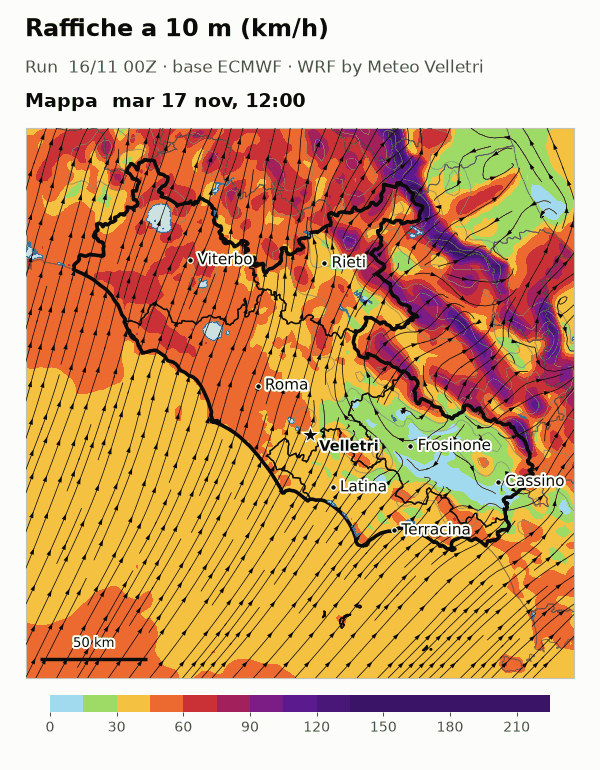 Raffiche a 10 m (km/h)
Run  16/11 00Z · base ECMWF · WRF by Meteo Velletri
Mappa  mar 17 nov, 12:00
Viterbo
Rieti
Roma
Velletri
Frosinone
Cassino
Latina
Terracina
50 km
0 30 60 90 120 150 180 210